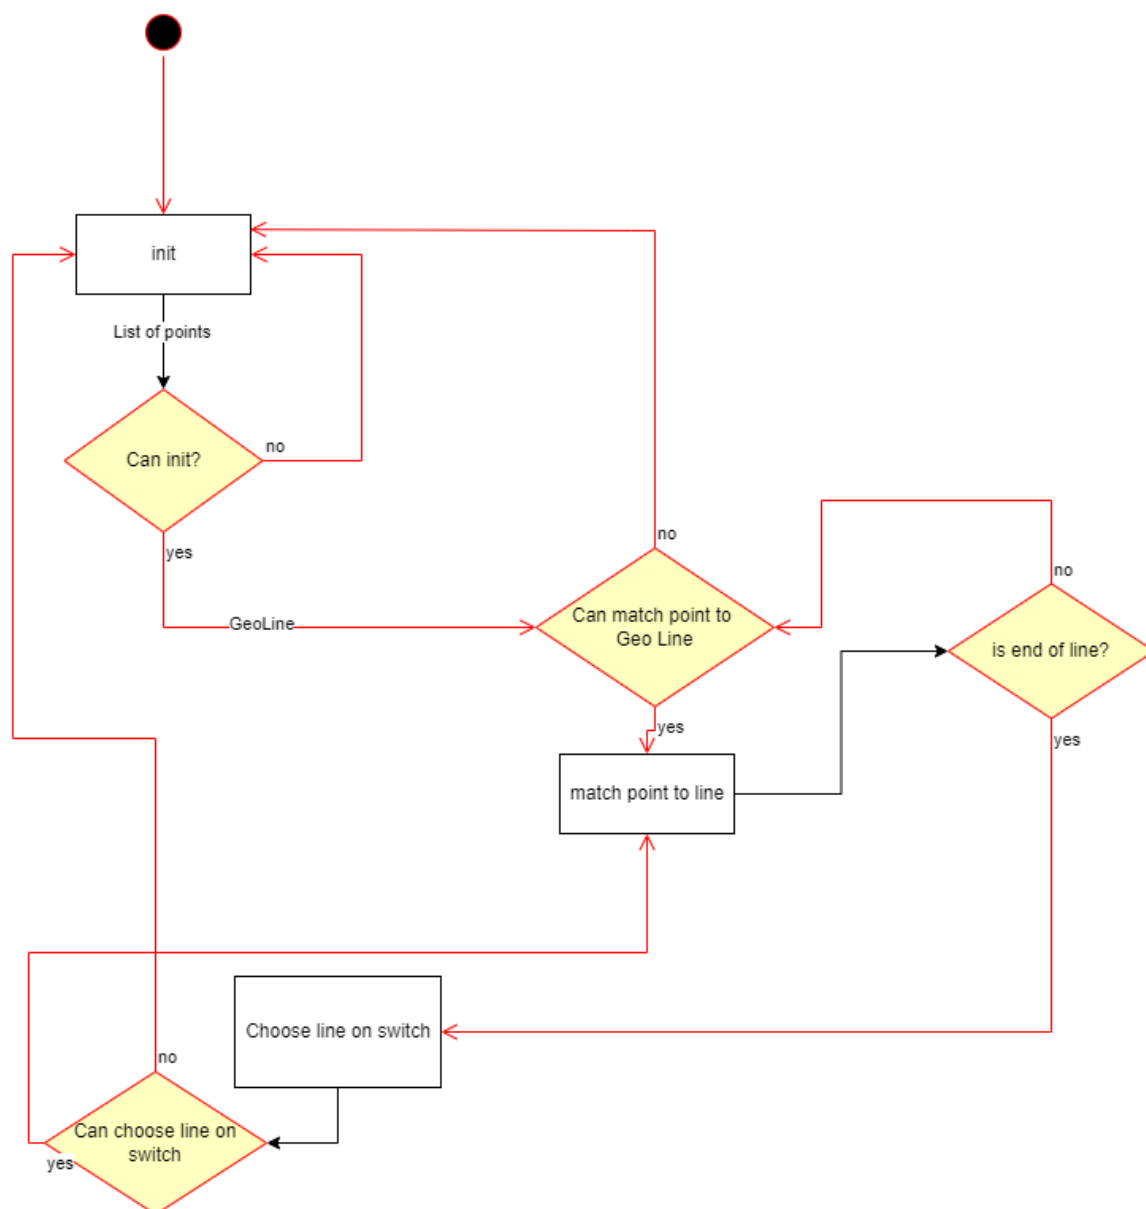 init
List of points
Can init?
no
yes
GeoLine
no
Can match point to
Geo Line
yes
no
is end of line?
yes
match point to line
Choose line on switch
no
Can choose line on
switch
yes